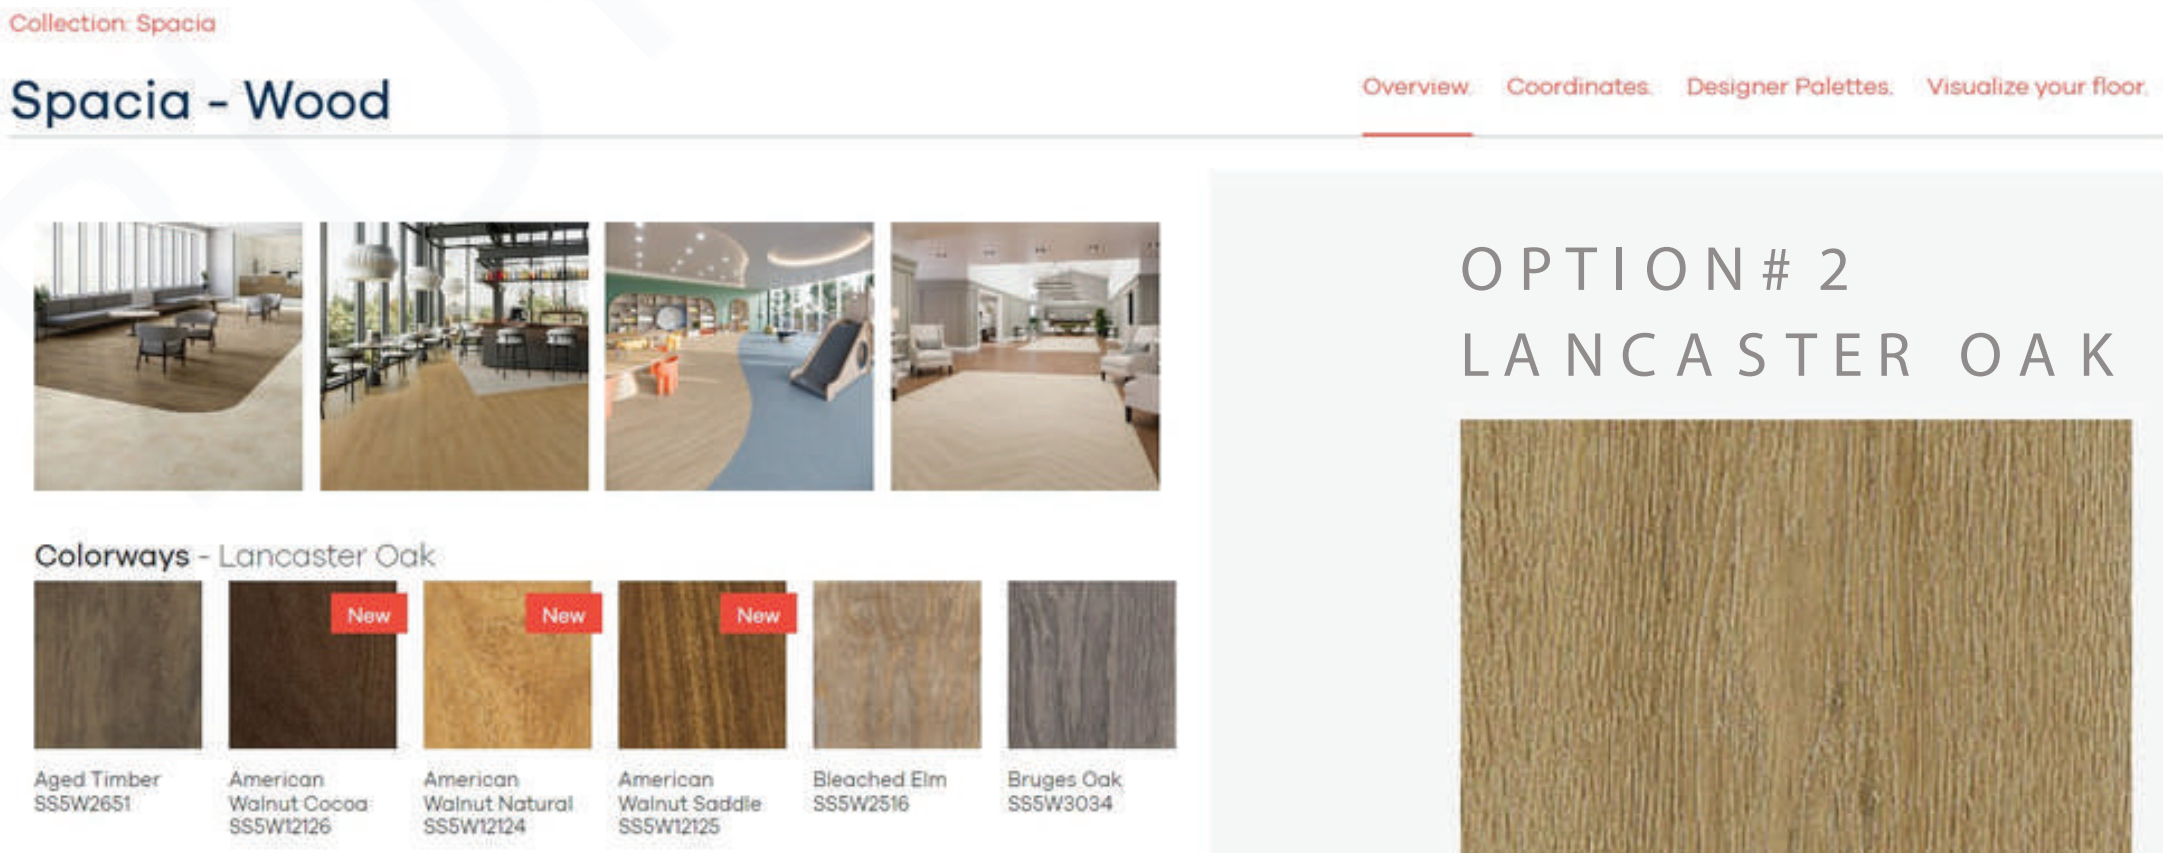 Collection: Spacia
Spacia - Wood
Overview. Coordinates. Designer Palettes. Visualize your floor.
OPTION# 2
LANCASTER OAK
Colorways - Lancaster Oak
New
New
New
Aged Timber
SS5W2651
American
Walnut Cocoa
SS5W12126
American
Walnut Natural
SS5W12124
American
Walnut Saddle
SS5W12125
Bleached Elm
SS5W2516
Bruges Oak
SS5W3034